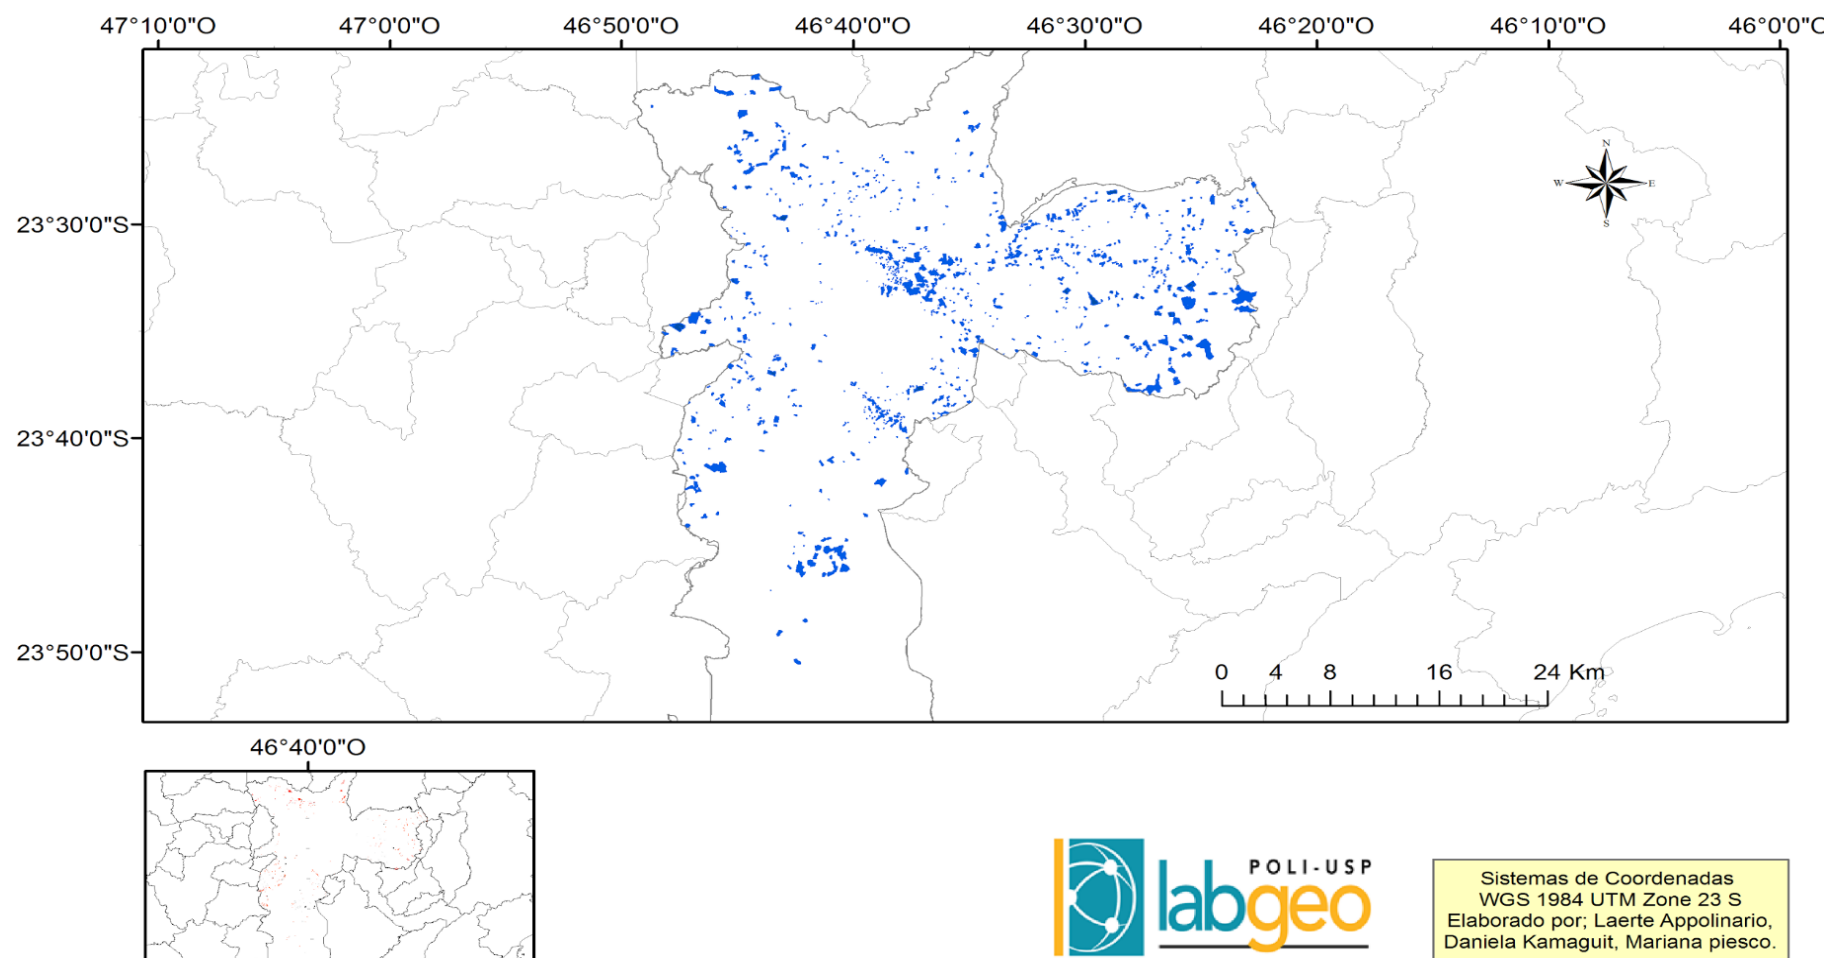 47°10'0"O 47°0'0"O 46°50'0"O 46°40'0"O 46°30'0"O 46°20'0"O 46°10'0"O 46°0'0"O
N
W E
S
23°30'0"S
23°40'0"S
23°50'0"S
0 4 8 16 24 Km
46°40'0"O
POLI-USP
labgeo
Sistemas de Coordenadas
WGS 1984 UTM Zone 23 S
Elaborado por; Laerte Appolinario,
Daniela Kamaguit, Mariana piesco.